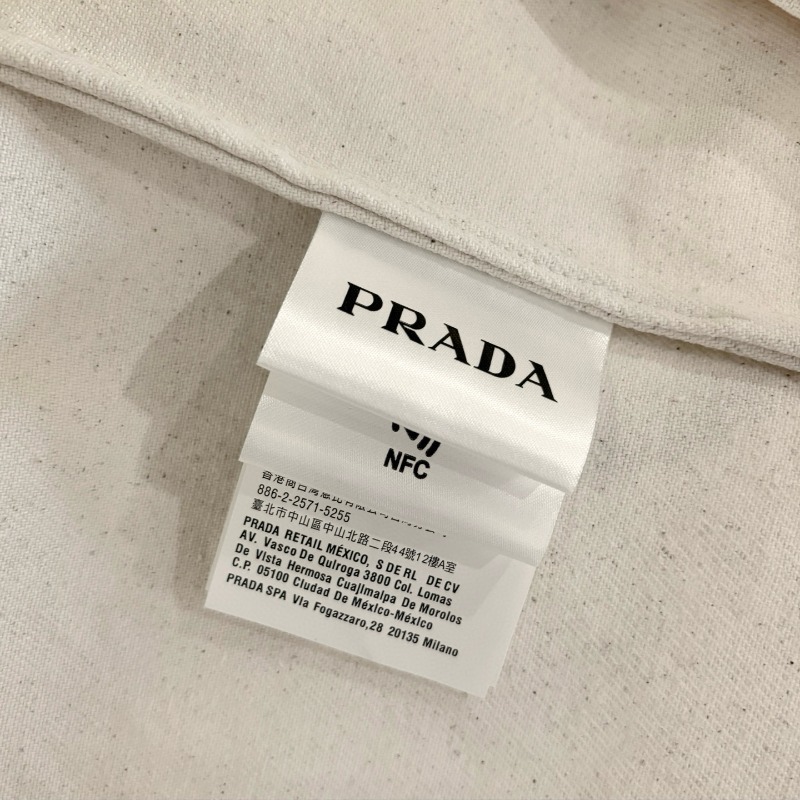 PRADA
NFC
886-2-2571-5255
臺北市中山區中山北路二段44號12樓A室
PRADA RETAIL MÉXICO, S DE RL DE CV
AV. Vasco De Quiroga 3800 Col. Lomas
De Vista Hermosa Cuajimalpa De Morolos
C.P. 05100 Ciudad De México-México
PRADA SPA Via Fogazzaro,28 20135 Milano